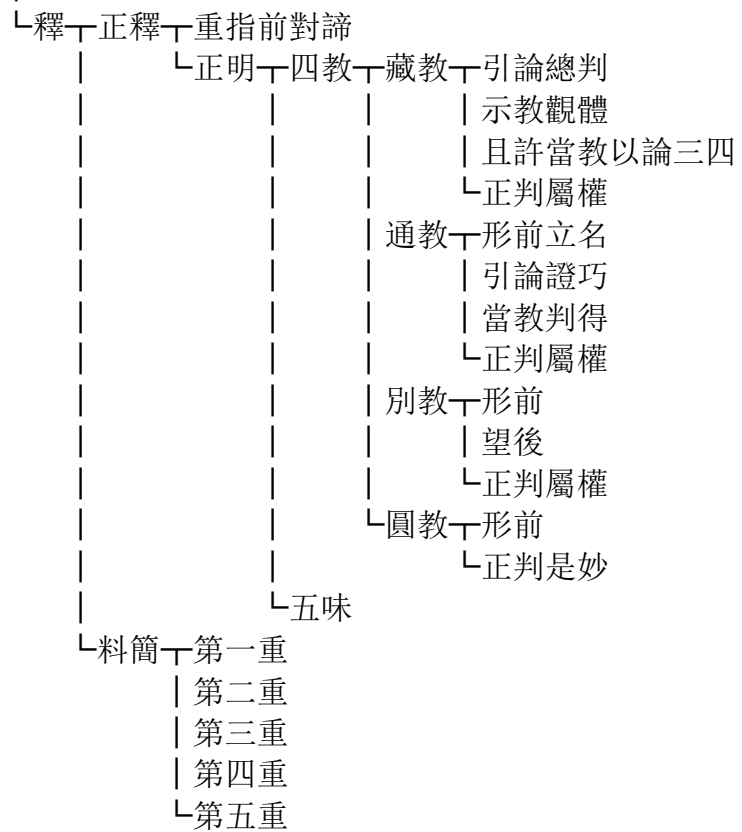 釋 正釋 重指前對諦
正明 四教 藏教 引論總判
示教觀體
且許當教以論三四
正判屬權
通教 形前立名
引論證巧
當教判得
正判屬權
別教 形前
望後
正判屬權
圓教 形前
正判是妙
五味
料簡 第一重
第二重
第三重
第四重
第五重